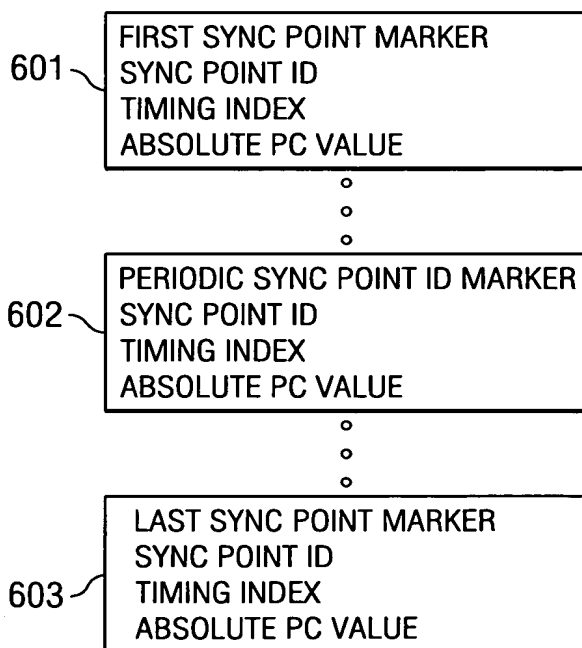 FIRST SYNC POINT MARKER
601
SYNC POINT ID
TIMING INDEX
ABSOLUTE PC VALUE
PERIODIC SYNC POINT ID MARKER
602
SYNC POINT ID
TIMING INDEX
ABSOLUTE PC VALUE
LAST SYNC POINT MARKER
SYNC POINT ID
603
TIMING INDEX
ABSOLUTE PC VALUE